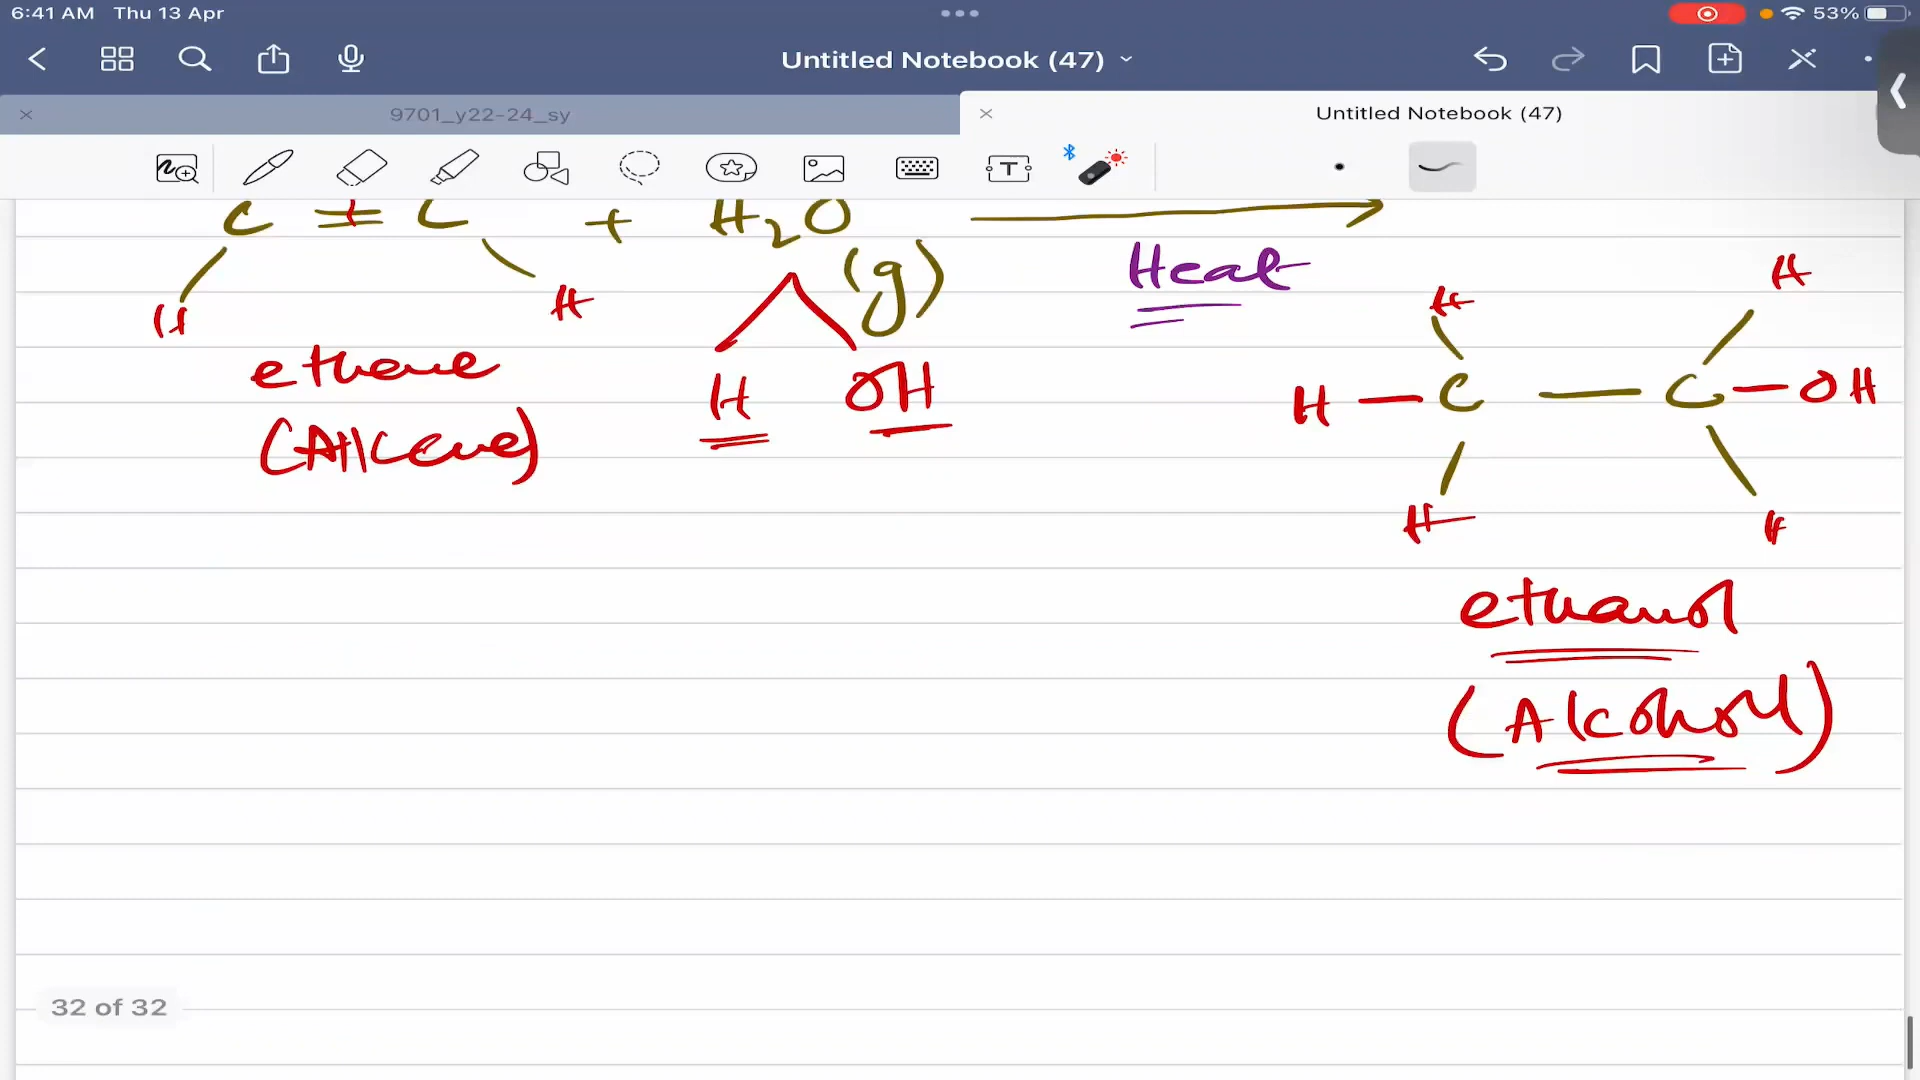 6:41 AM Thu 13 Apr
53%
Untitled Notebook (47)
9701_y22-24_sy
Untitled Notebook (47)
T
C = C + H2O
(g)
Heat
H H
H OH
ethene
(Alkene)
H H
H — C — C — OH
H H
ethanol
(Alcohol)
32 of 32